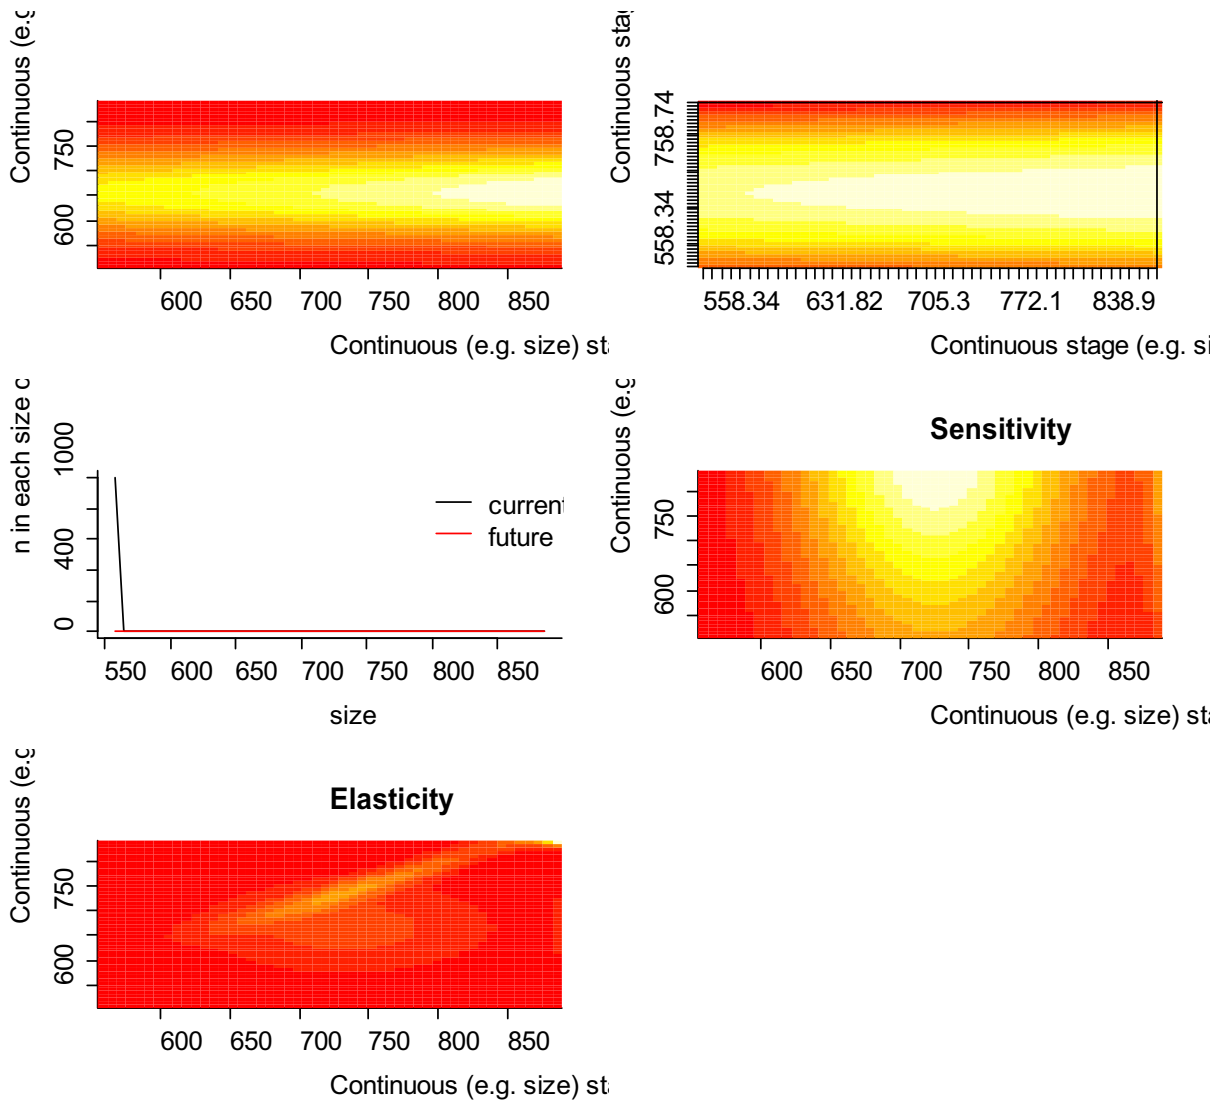 Continuous (e.g
750
600
600 650 700 750 800 850
Continuous (e.g. size) sta
Continuous stag
758.74
558.34
558.34 631.82 705.3 772.1 838.9
Continuous stage (e.g. si
n in each size c
1000
400
0
current
future
550 600 650 700 750 800 850
size
Sensitivity
Continuous (e.g
750
600
600 650 700 750 800 850
Continuous (e.g. size) sta
Elasticity
Continuous (e.g
750
600
600 650 700 750 800 850
Continuous (e.g. size) sta